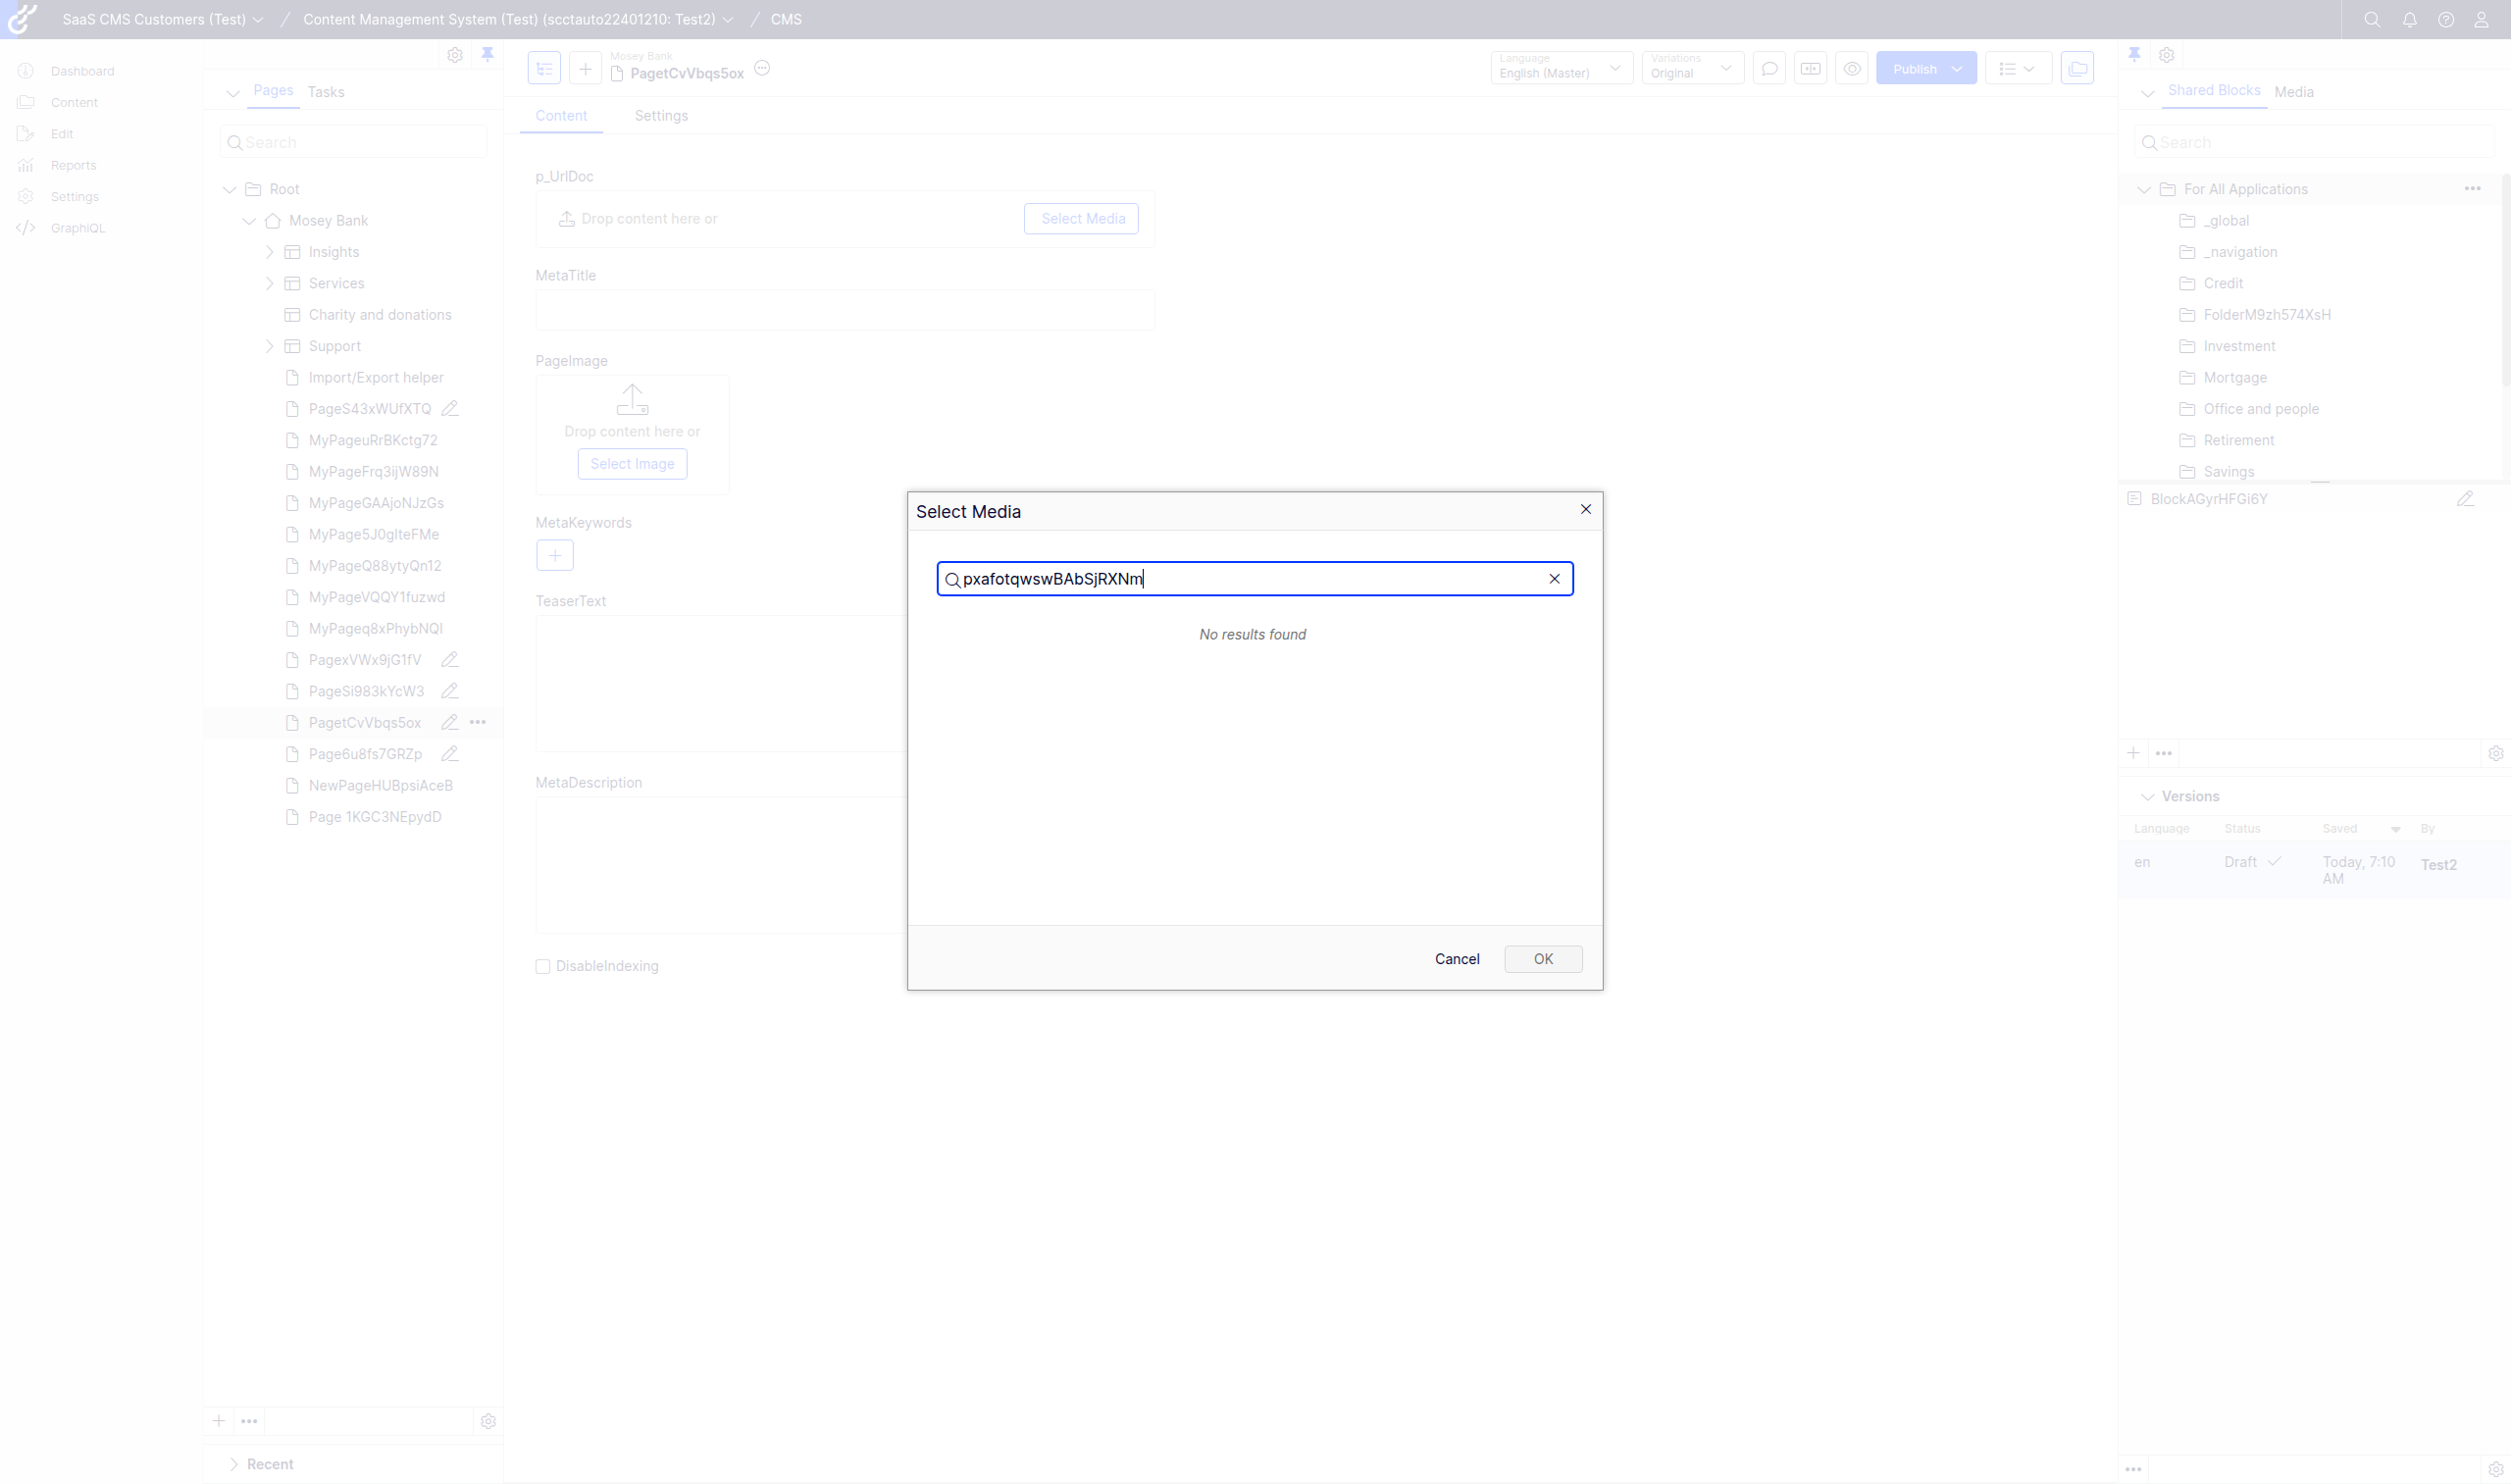 SaaS CMS Customers (Test) / Content Management System (Test) (scctauto22401210: Test2) / CMS
Dashboard
Content
Edit
Reports
Settings
GraphiQL
Pages Tasks
Search
Root
Mosey Bank
Insights
Services
Charity and donations
Support
Import/Export helper
PageS43xWUfXTQ
MyPageuRrBKctg72
MyPageFrq3ijW89N
MyPageGAAjoNJzGs
MyPage5J0glteFMe
MyPageQ88ytyQn12
MyPageVQQY1fuzwd
MyPageq8xPhybNQI
PagexVWx9jG1fV
PageSi983kYcW3
PagetCvVbqs5ox
Page6u8fs7GRZp
NewPageHUBpsiAceB
Page 1KGC3NEpydD
Recent
Mosey Bank
PagetCvVbqs5ox
Language
English (Master)
Variations
Original
Publish
Content Settings
p_UrlDoc
Drop content here or Select Media
MetaTitle
PageImage
Drop content here or
Select Image
MetaKeywords
TeaserText
MetaDescription
DisableIndexing
Select Media
pxafotqwswBAbSjRXNm
No results found
Cancel OK
Shared Blocks Media
Search
For All Applications
_global
_navigation
Credit
FolderM9zh574XsH
Investment
Mortgage
Office and people
Retirement
Savings
BlockAGyrHFGi6Y
Versions
Language Status Saved By
en Draft Today, 7:10 AM Test2